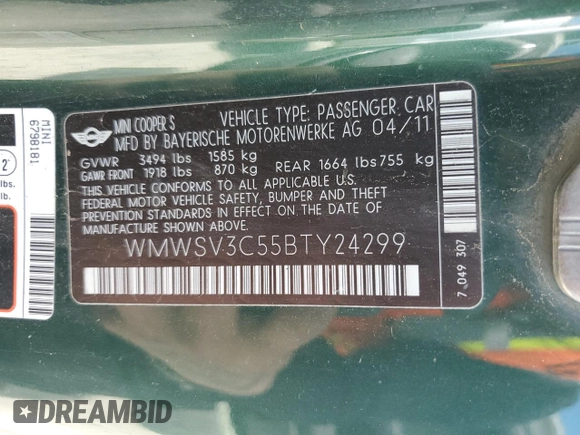 MINI COOPER S VEHICLE TYPE: PASSENGER CAR
MFD BY BAYERISCHE MOTORENWERKE AG 04/11
GVWR 3494 lbs 1585 kg
GAWR FRONT 1918 lbs 870 kg REAR 1664 lbs 755 kg
THIS VEHICLE CONFORMS TO ALL APPLICABLE U.S.
FEDERAL MOTOR VEHICLE SAFETY, BUMPER AND THEFT
PREVENTION STANDARDS IN EFFECT ON THE DATE OF
MANUFACTURE SHOWN ABOVE.
WMWSV3C55BTY24299
7 049 307
MINI
6798181
2
lbs.
lbs.
DREAMBID